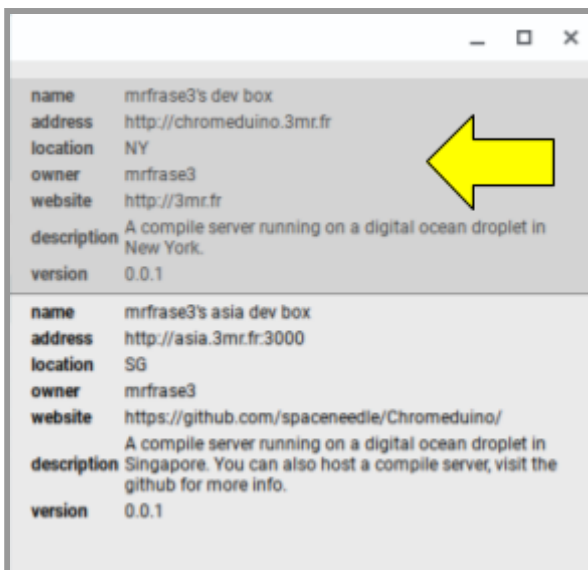 name mrfrase3's dev box
address http://chromeduino.3mr.fr
location NY
owner mrfrase3
website http://3mr.fr
description A compile server running on a digital ocean droplet in
New York.
version 0.0.1
name mrfrase3's asia dev box
address http://asia.3mr.fr:3000
location SG
owner mrfrase3
website https://github.com/spaceneedle/Chromeduino/
A compile server running on a digital ocean droplet in
description Singapore. You can also host a compile server, visit the
github for more info.
version 0.0.1